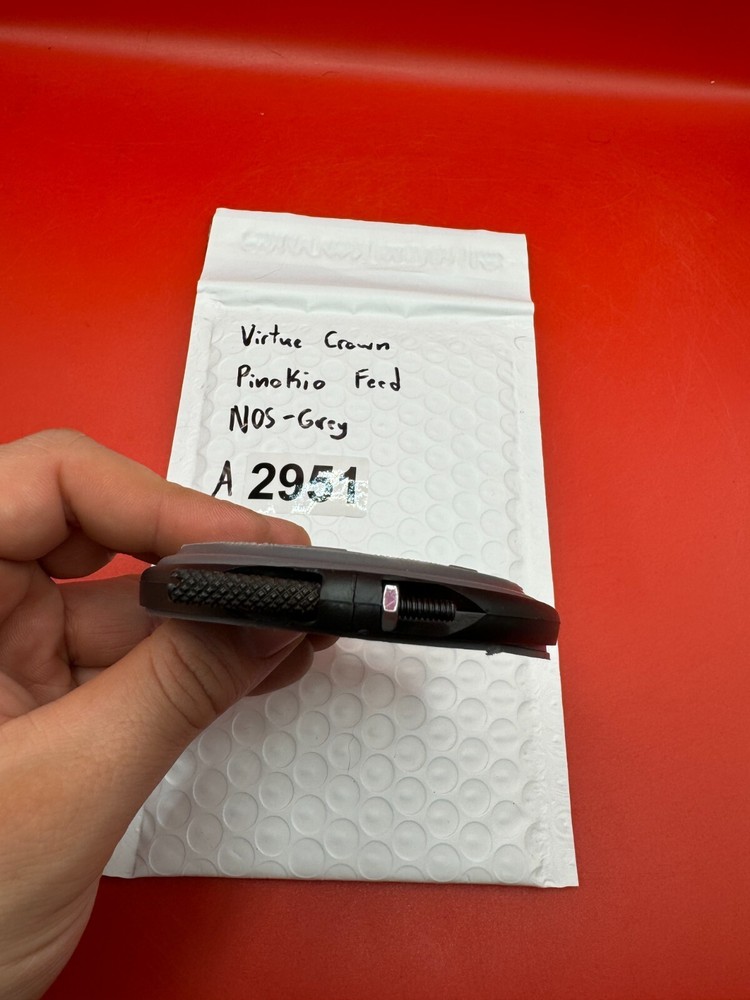 Virtue Crown
Pinokio Feed
NOS-Grey
A 2951